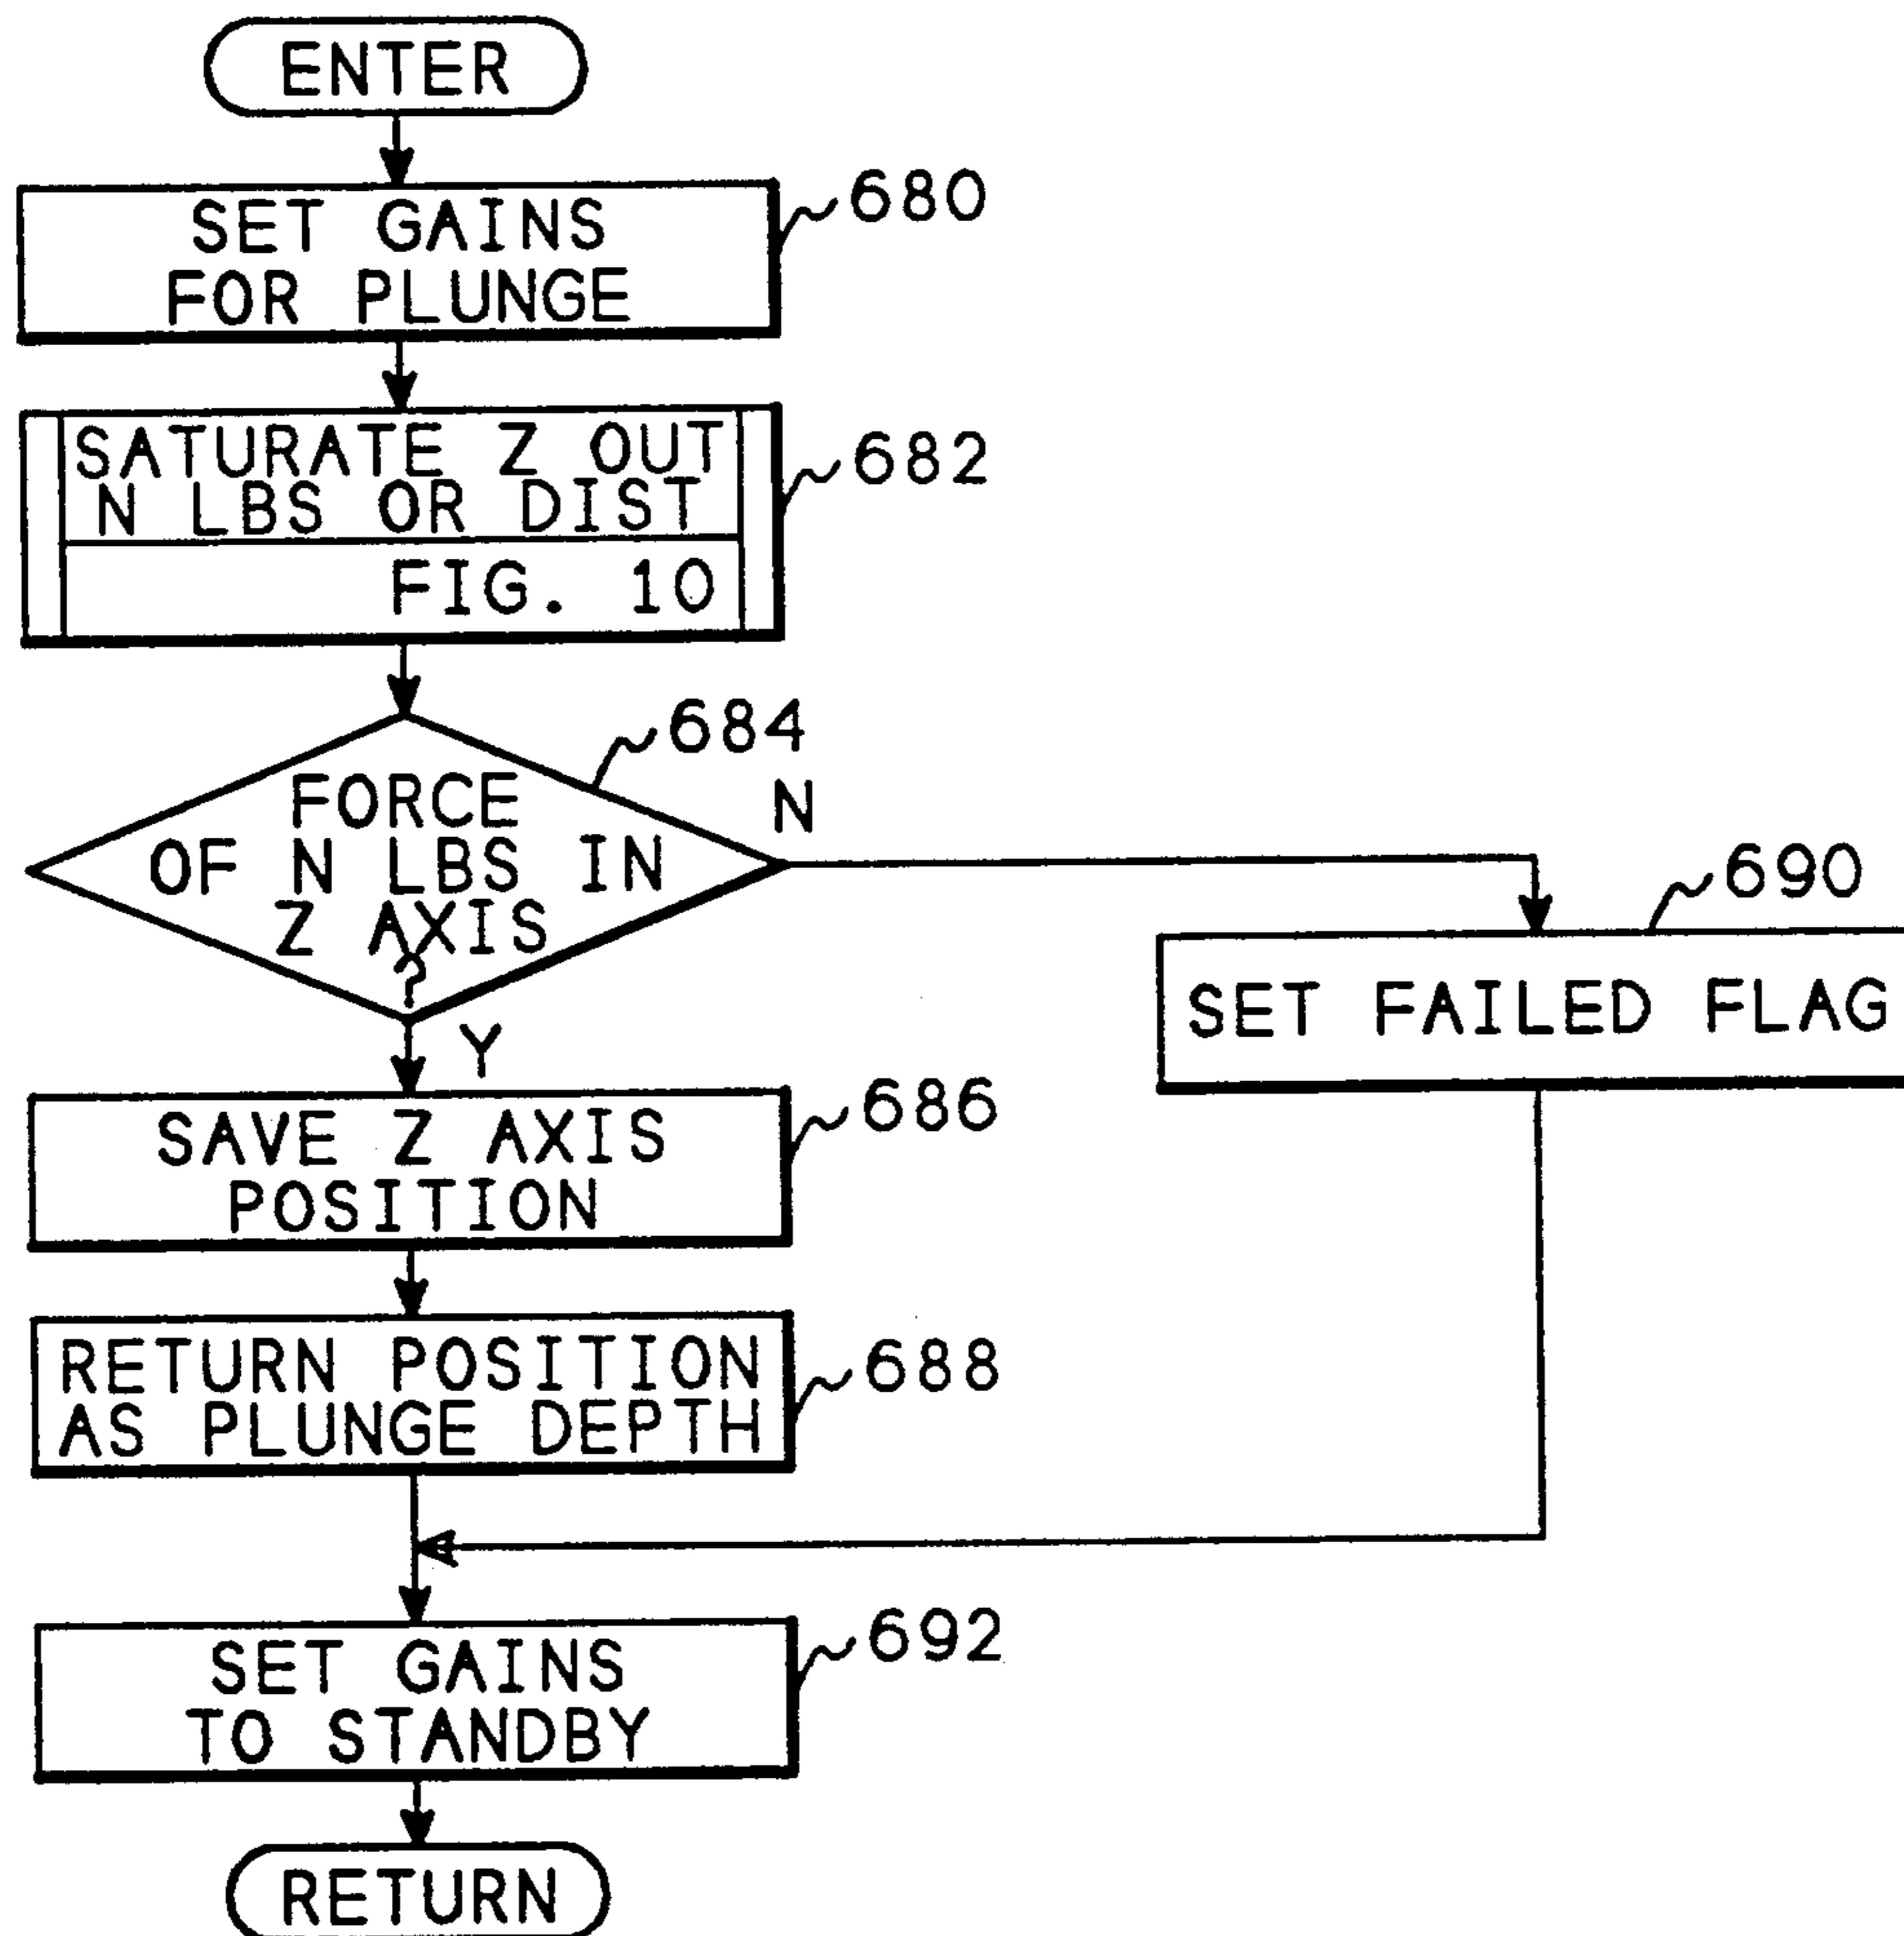 ENTER
SET GAINS
FOR PLUNGE
680
SATURATE Z OUT
N LBS OR DIST
FIG. 10
682
684
FORCE
OF N LBS IN
Z AXIS
?
N
Y
690
SET FAILED FLAG
SAVE Z AXIS
POSITION
686
RETURN POSITION
AS PLUNGE DEPTH
688
SET GAINS
TO STANDBY
692
RETURN